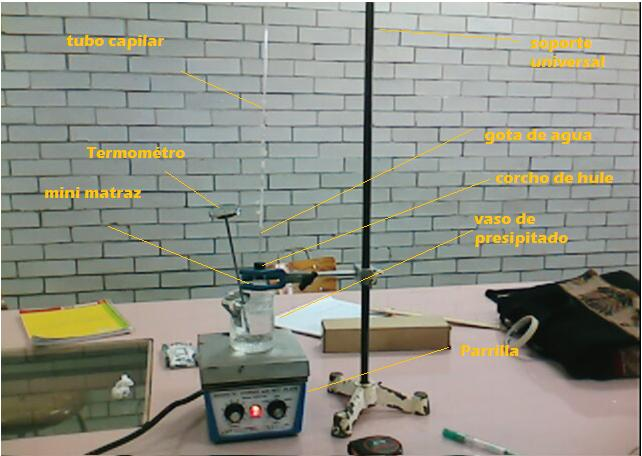 tubo capilar
soporte
universal
gota de agua
Termométro
corcho de hule
mini matraz
vaso de
presipitado
Parrilla